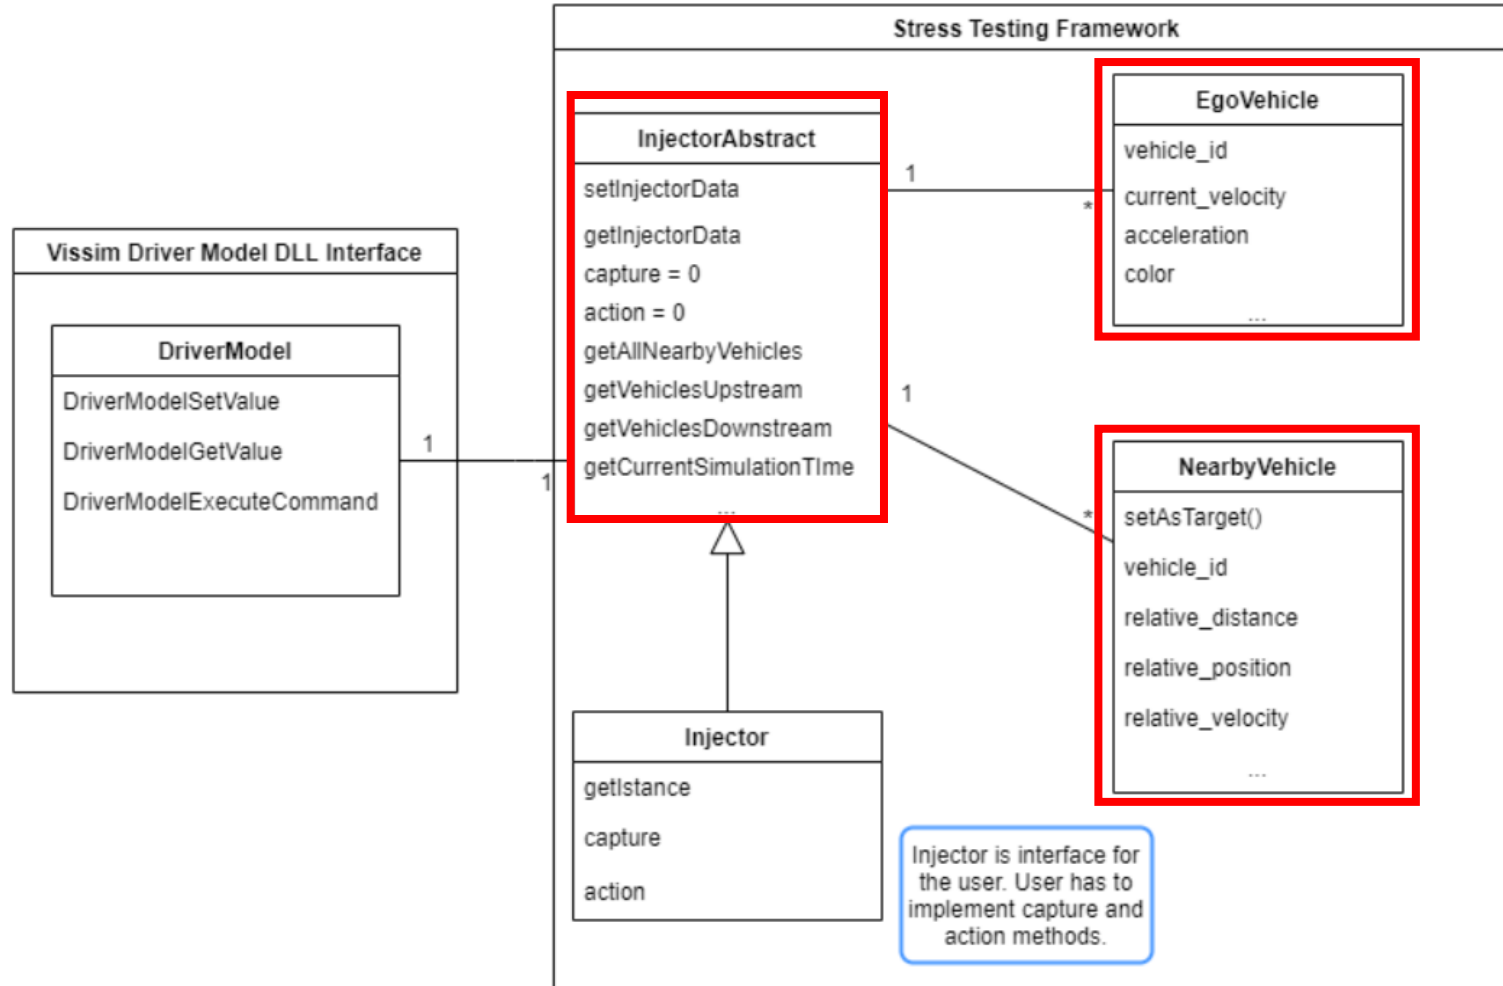 Stress Testing Framework
Vissim Driver Model DLL Interface
DriverModel
DriverModelSetValue
DriverModelGetValue
DriverModelExecuteCommand
1
1
InjectorAbstract
setInjectorData
getInjectorData
capture = 0
action = 0
getAllNearbyVehicles
getVehiclesUpstream
getVehiclesDownstream
getCurrentSimulationTIme
...
1
*
EgoVehicle
vehicle_id
current_velocity
acceleration
color
...
1
*
NearbyVehicle
setAsTarget()
vehicle_id
relative_distance
relative_position
relative_velocity
...
Injector
getIstance
capture
action
Injector is interface for
the user. User has to
implement capture and
action methods.